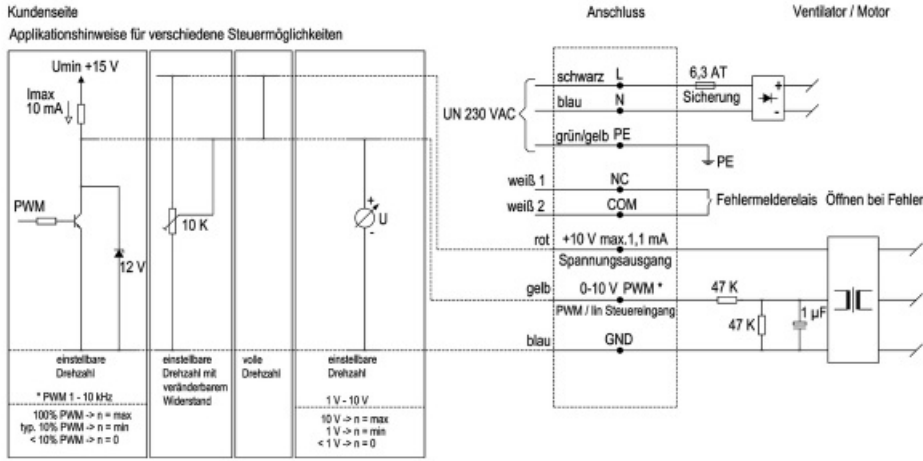 Kundenseite
Anschluss
Ventilator / Motor
Applikationshinweise für verschiedene Steuermöglichkeiten
Umin +15 V
Imax
10 mA
PWM
12 V
10 K
+
U
-
UN 230 VAC
schwarz
L
6,3 AT
Sicherung
+
-
blau
N
grün/gelb
PE
PE
weiß 1
NC
weiß 2
COM
Fehlermelderelais
Öffnen bei Fehler
rot
+10 V max.1,1 mA
Spannungsausgang
gelb
0-10 V PWM *
PWM / lin Steuereingang
47 K
47 K
1 µF
blau
GND
einstellbare
Drehzahl
* PWM 1 - 10 kHz
100% PWM -> n = max
typ. 10% PWM -> n = min
< 10% PWM -> n = 0
einstellbare
Drehzahl mit
veränderbarem
Widerstand
volle
Drehzahl
einstellbare
Drehzahl
1 V - 10 V
10 V -> n = max
1 V -> n = min
< 1 V -> n = 0